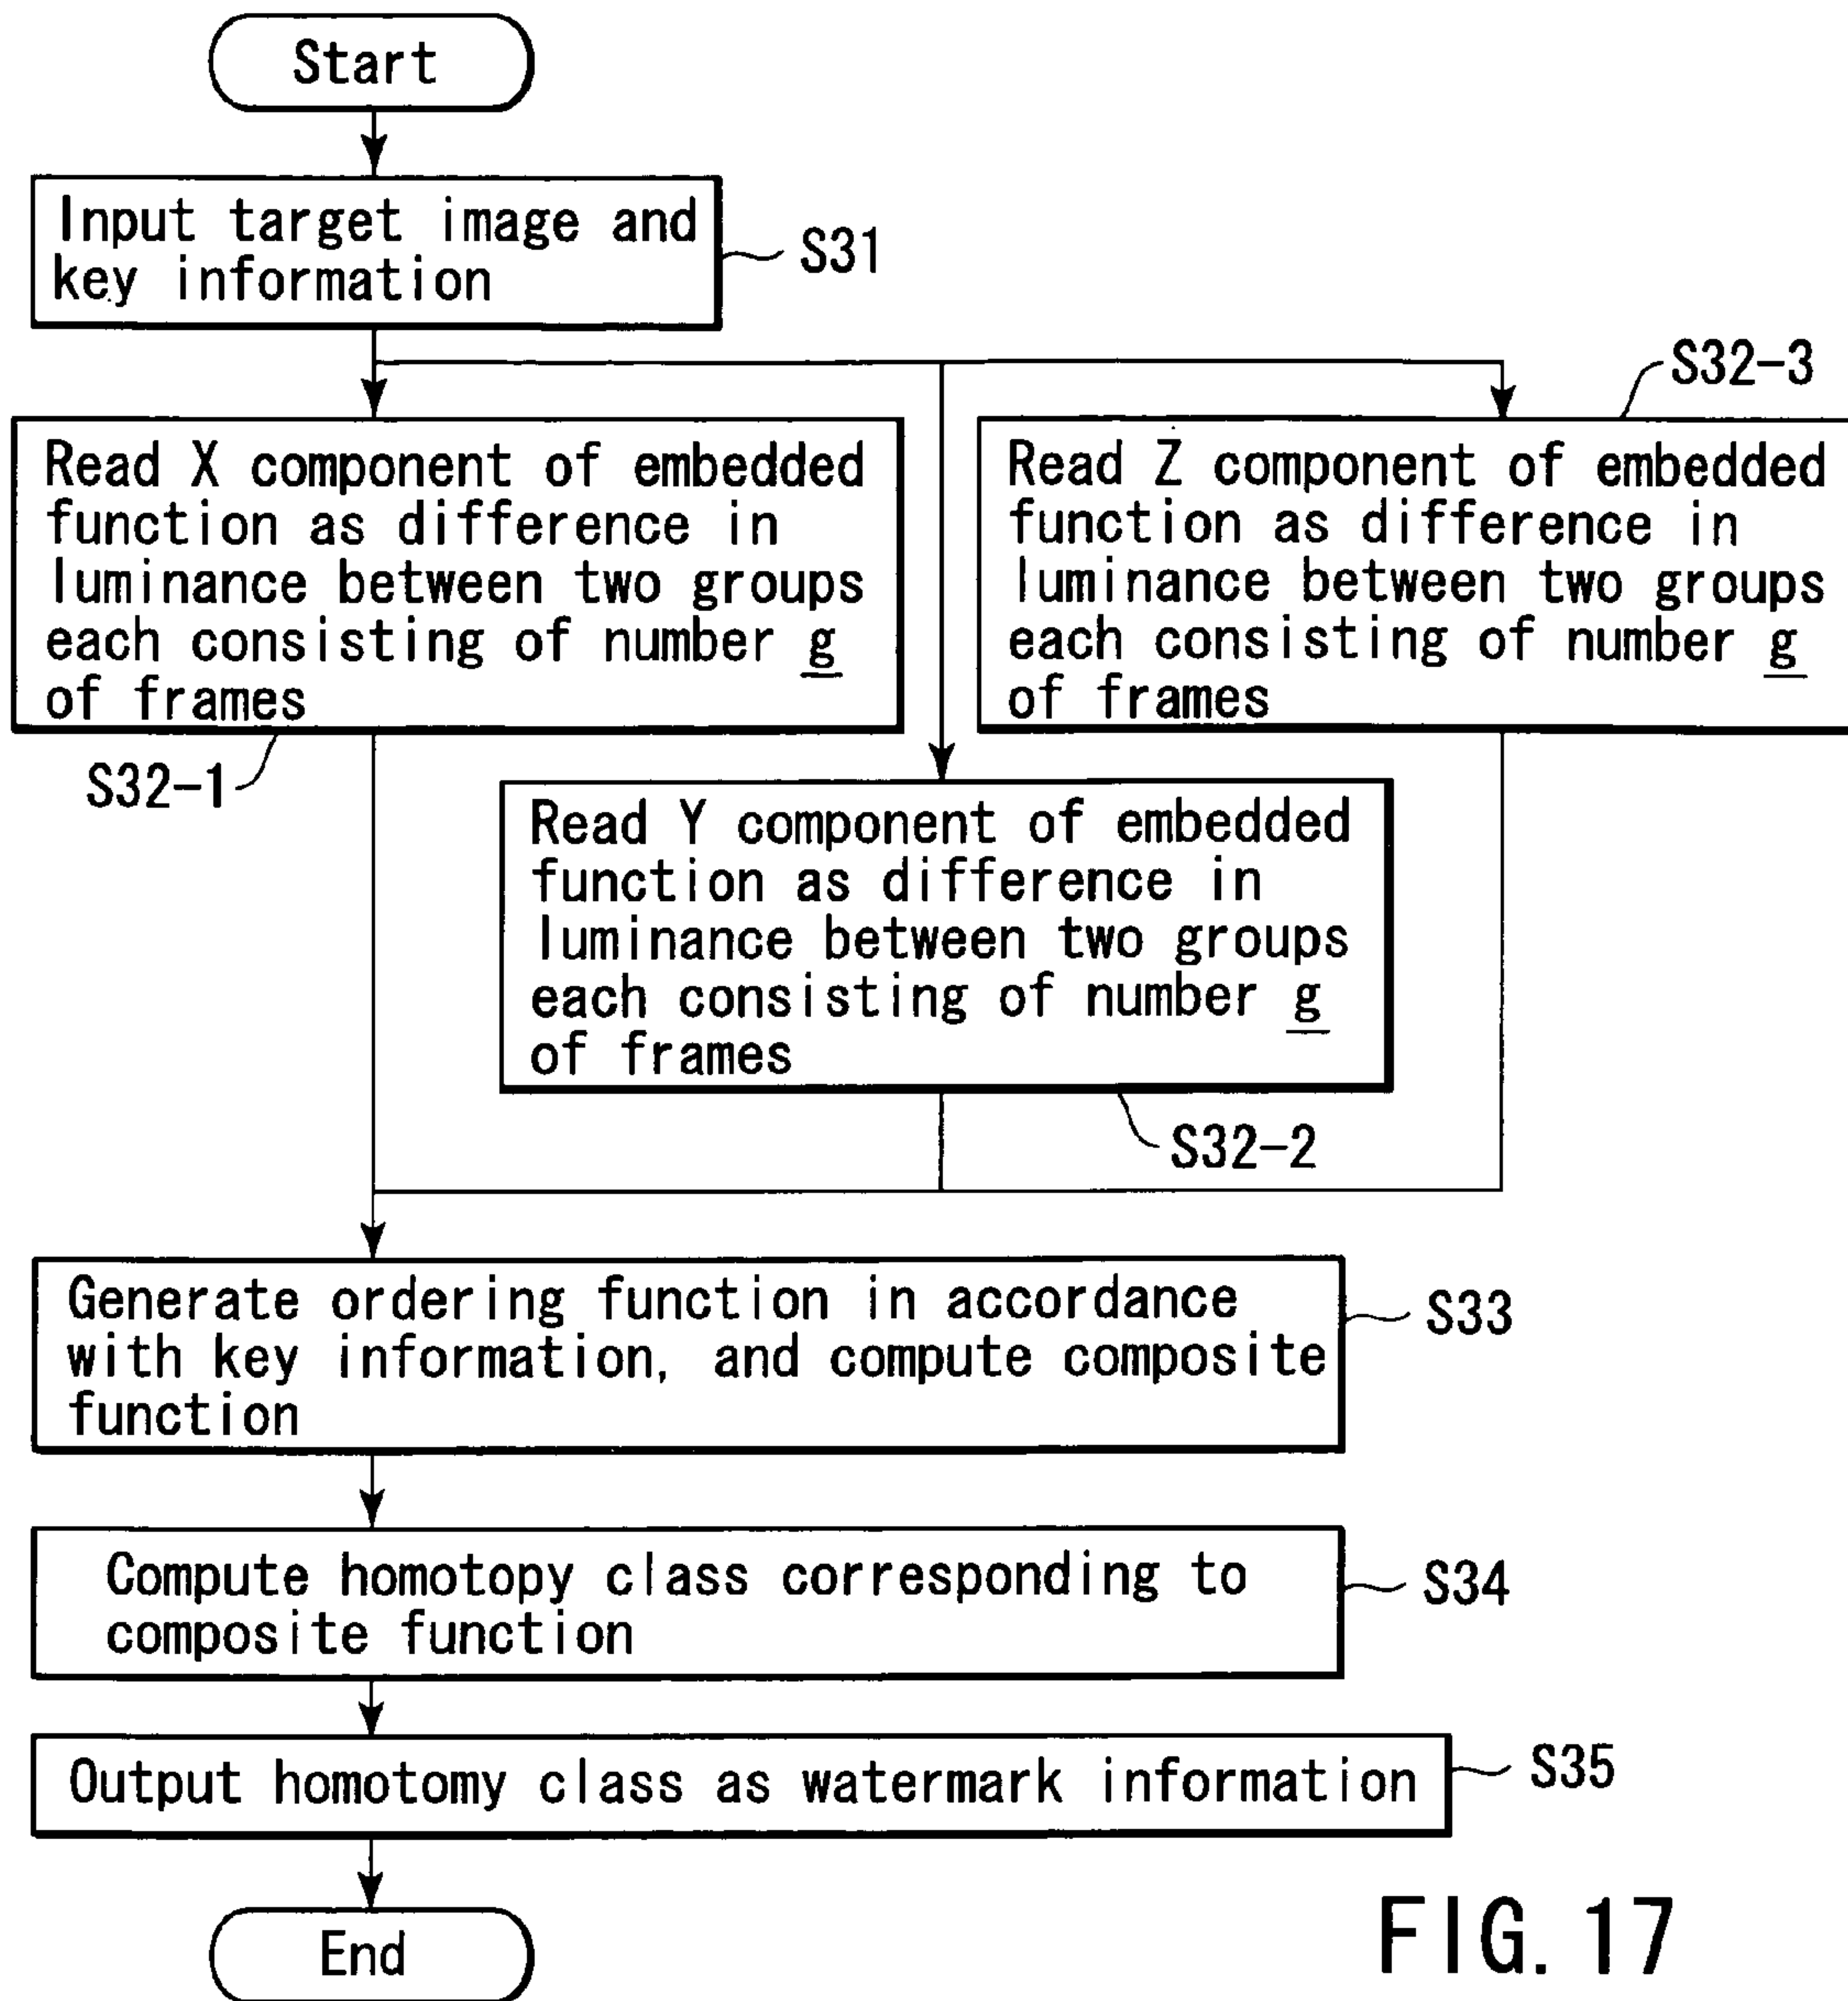 Start
Input target image and
key information
S31
S32-3
Read X component of embedded
function as difference in
luminance between two groups
each consisting of number g
of frames
S32-1
Read Z component of embedded
function as difference in
luminance between two groups
each consisting of number g
of frames
Read Y component of embedded
function as difference in
luminance between two groups
each consisting of number g
of frames
S32-2
Generate ordering function in accordance
with key information, and compute composite
function
S33
Compute homotopy class corresponding to
composite function
S34
Output homotomy class as watermark information
S35
End
FIG. 17